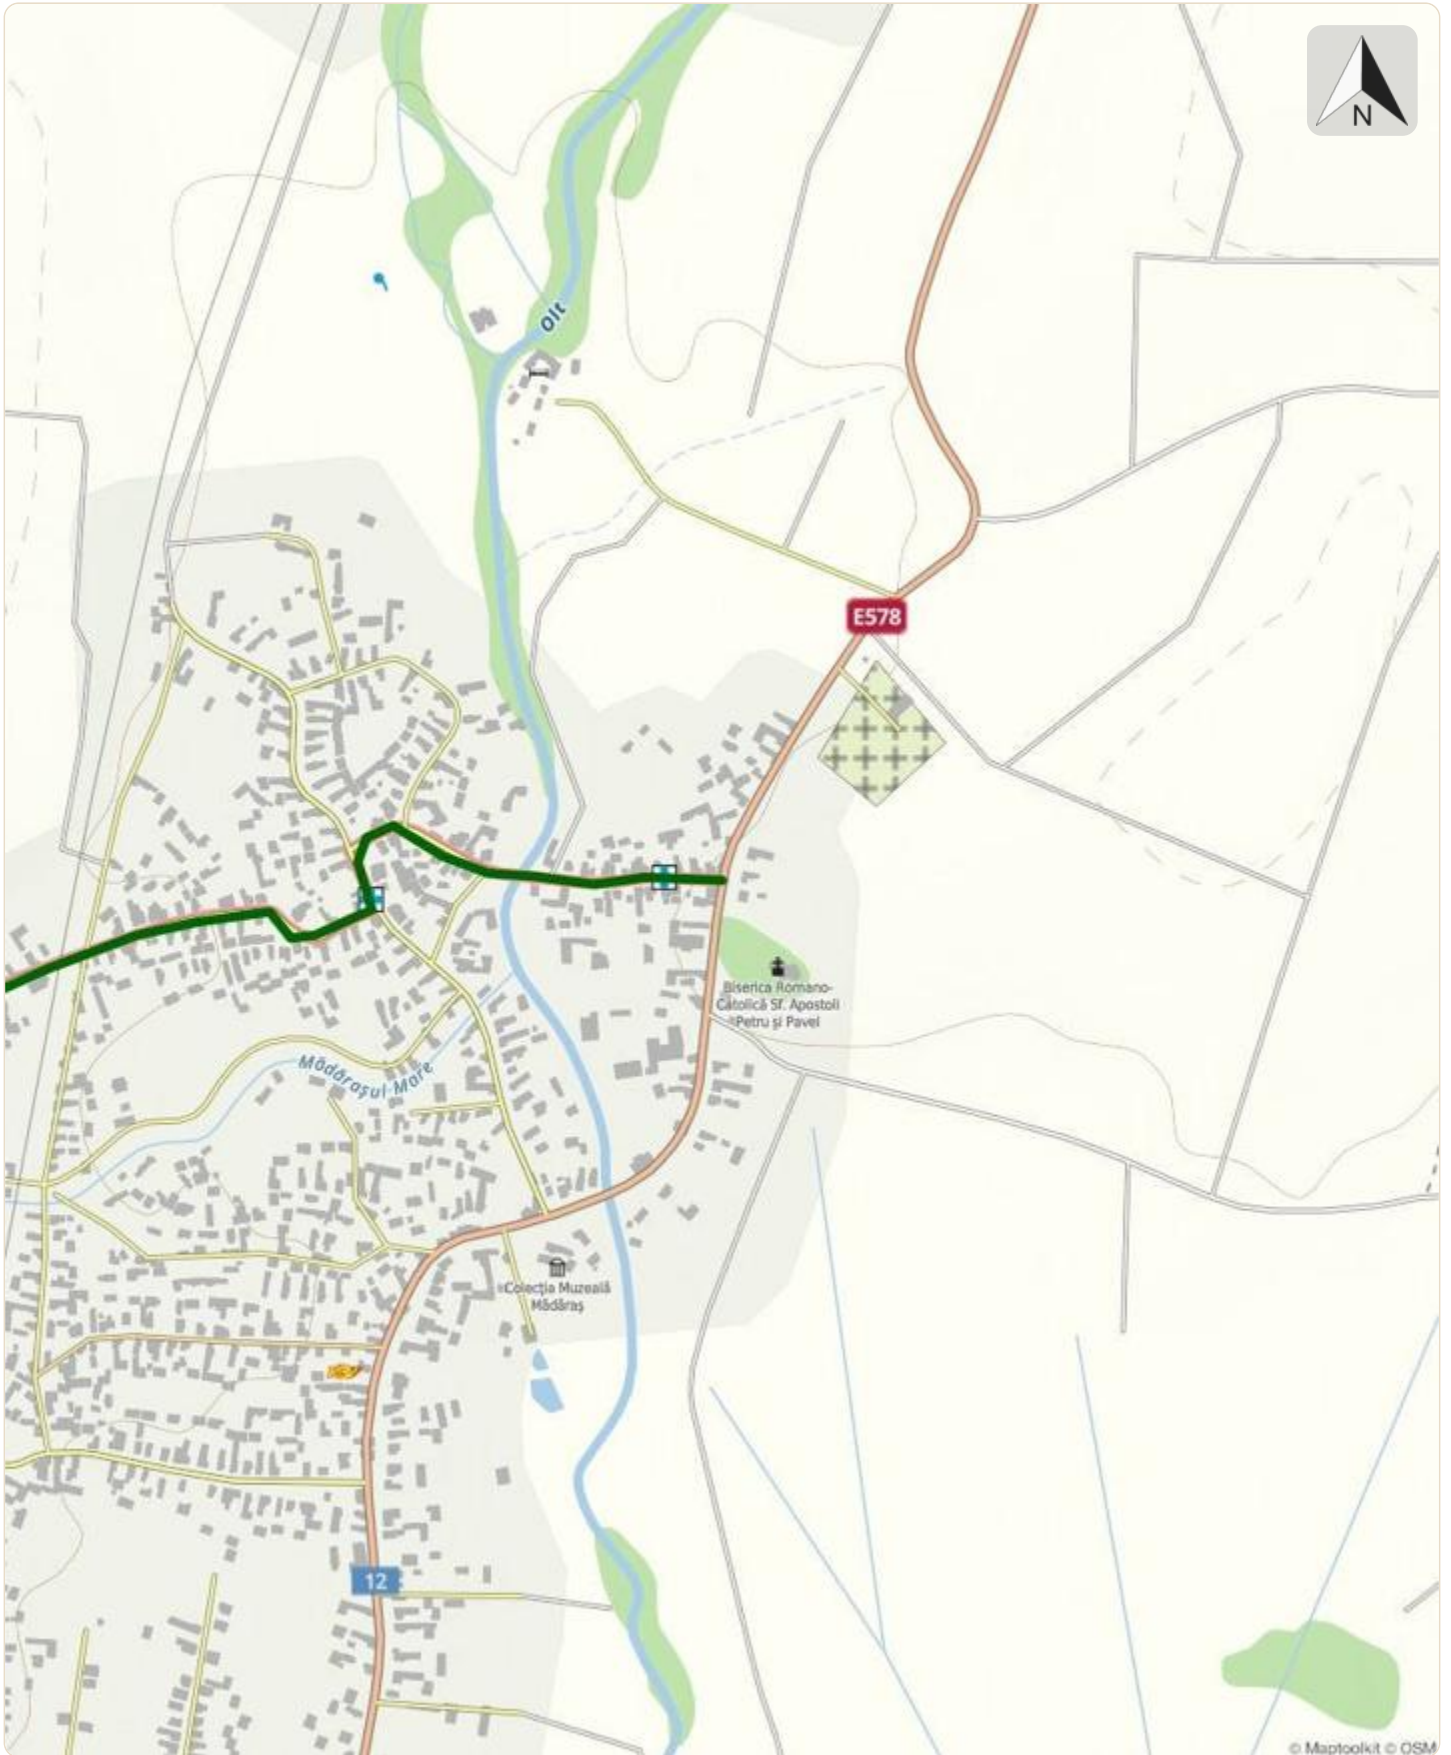 N
Olt
E578
Biserica Romano-
Catolică Sf. Apostoli
Petru și Pavel
Mădărașul Mare
Colecția Muzeală
Mădăraș
12
© Maptoolkit © OSM